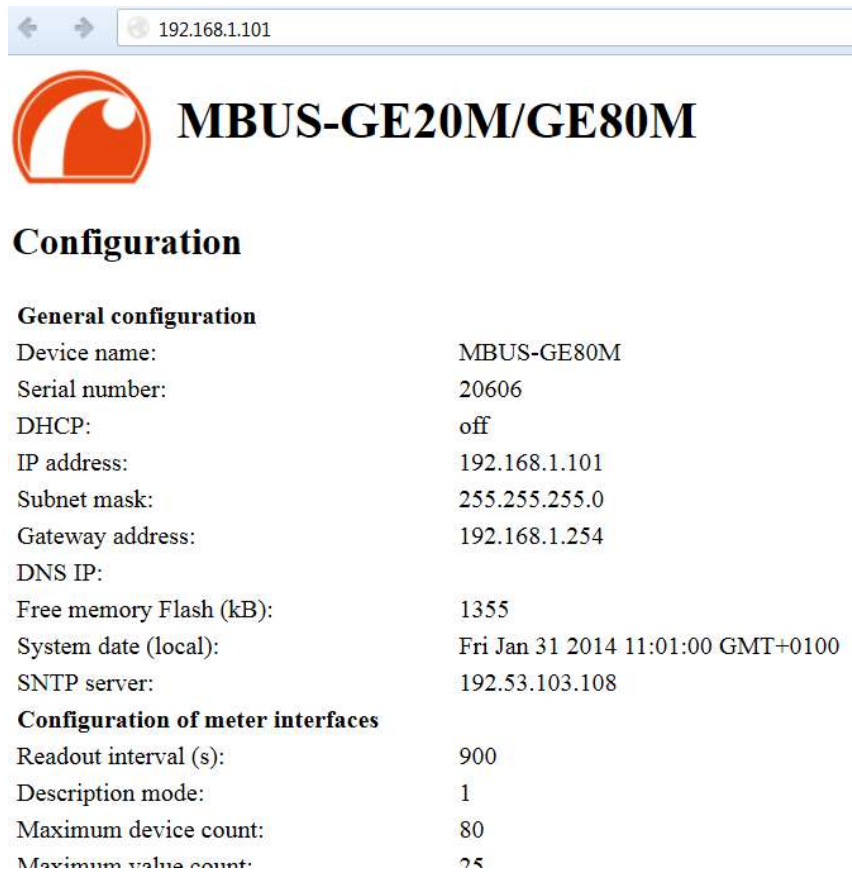 192.168.1.101
MBUS-GE20M/GE80M
Configuration
General configuration
Device name: MBUS-GE80M
Serial number: 20606
DHCP: off
IP address: 192.168.1.101
Subnet mask: 255.255.255.0
Gateway address: 192.168.1.254
DNS IP:
Free memory Flash (kB): 1355
System date (local): Fri Jan 31 2014 11:01:00 GMT+0100
SNTP server: 192.53.103.108
Configuration of meter interfaces
Readout interval (s): 900
Description mode: 1
Maximum device count: 80
Maximum value count: 25